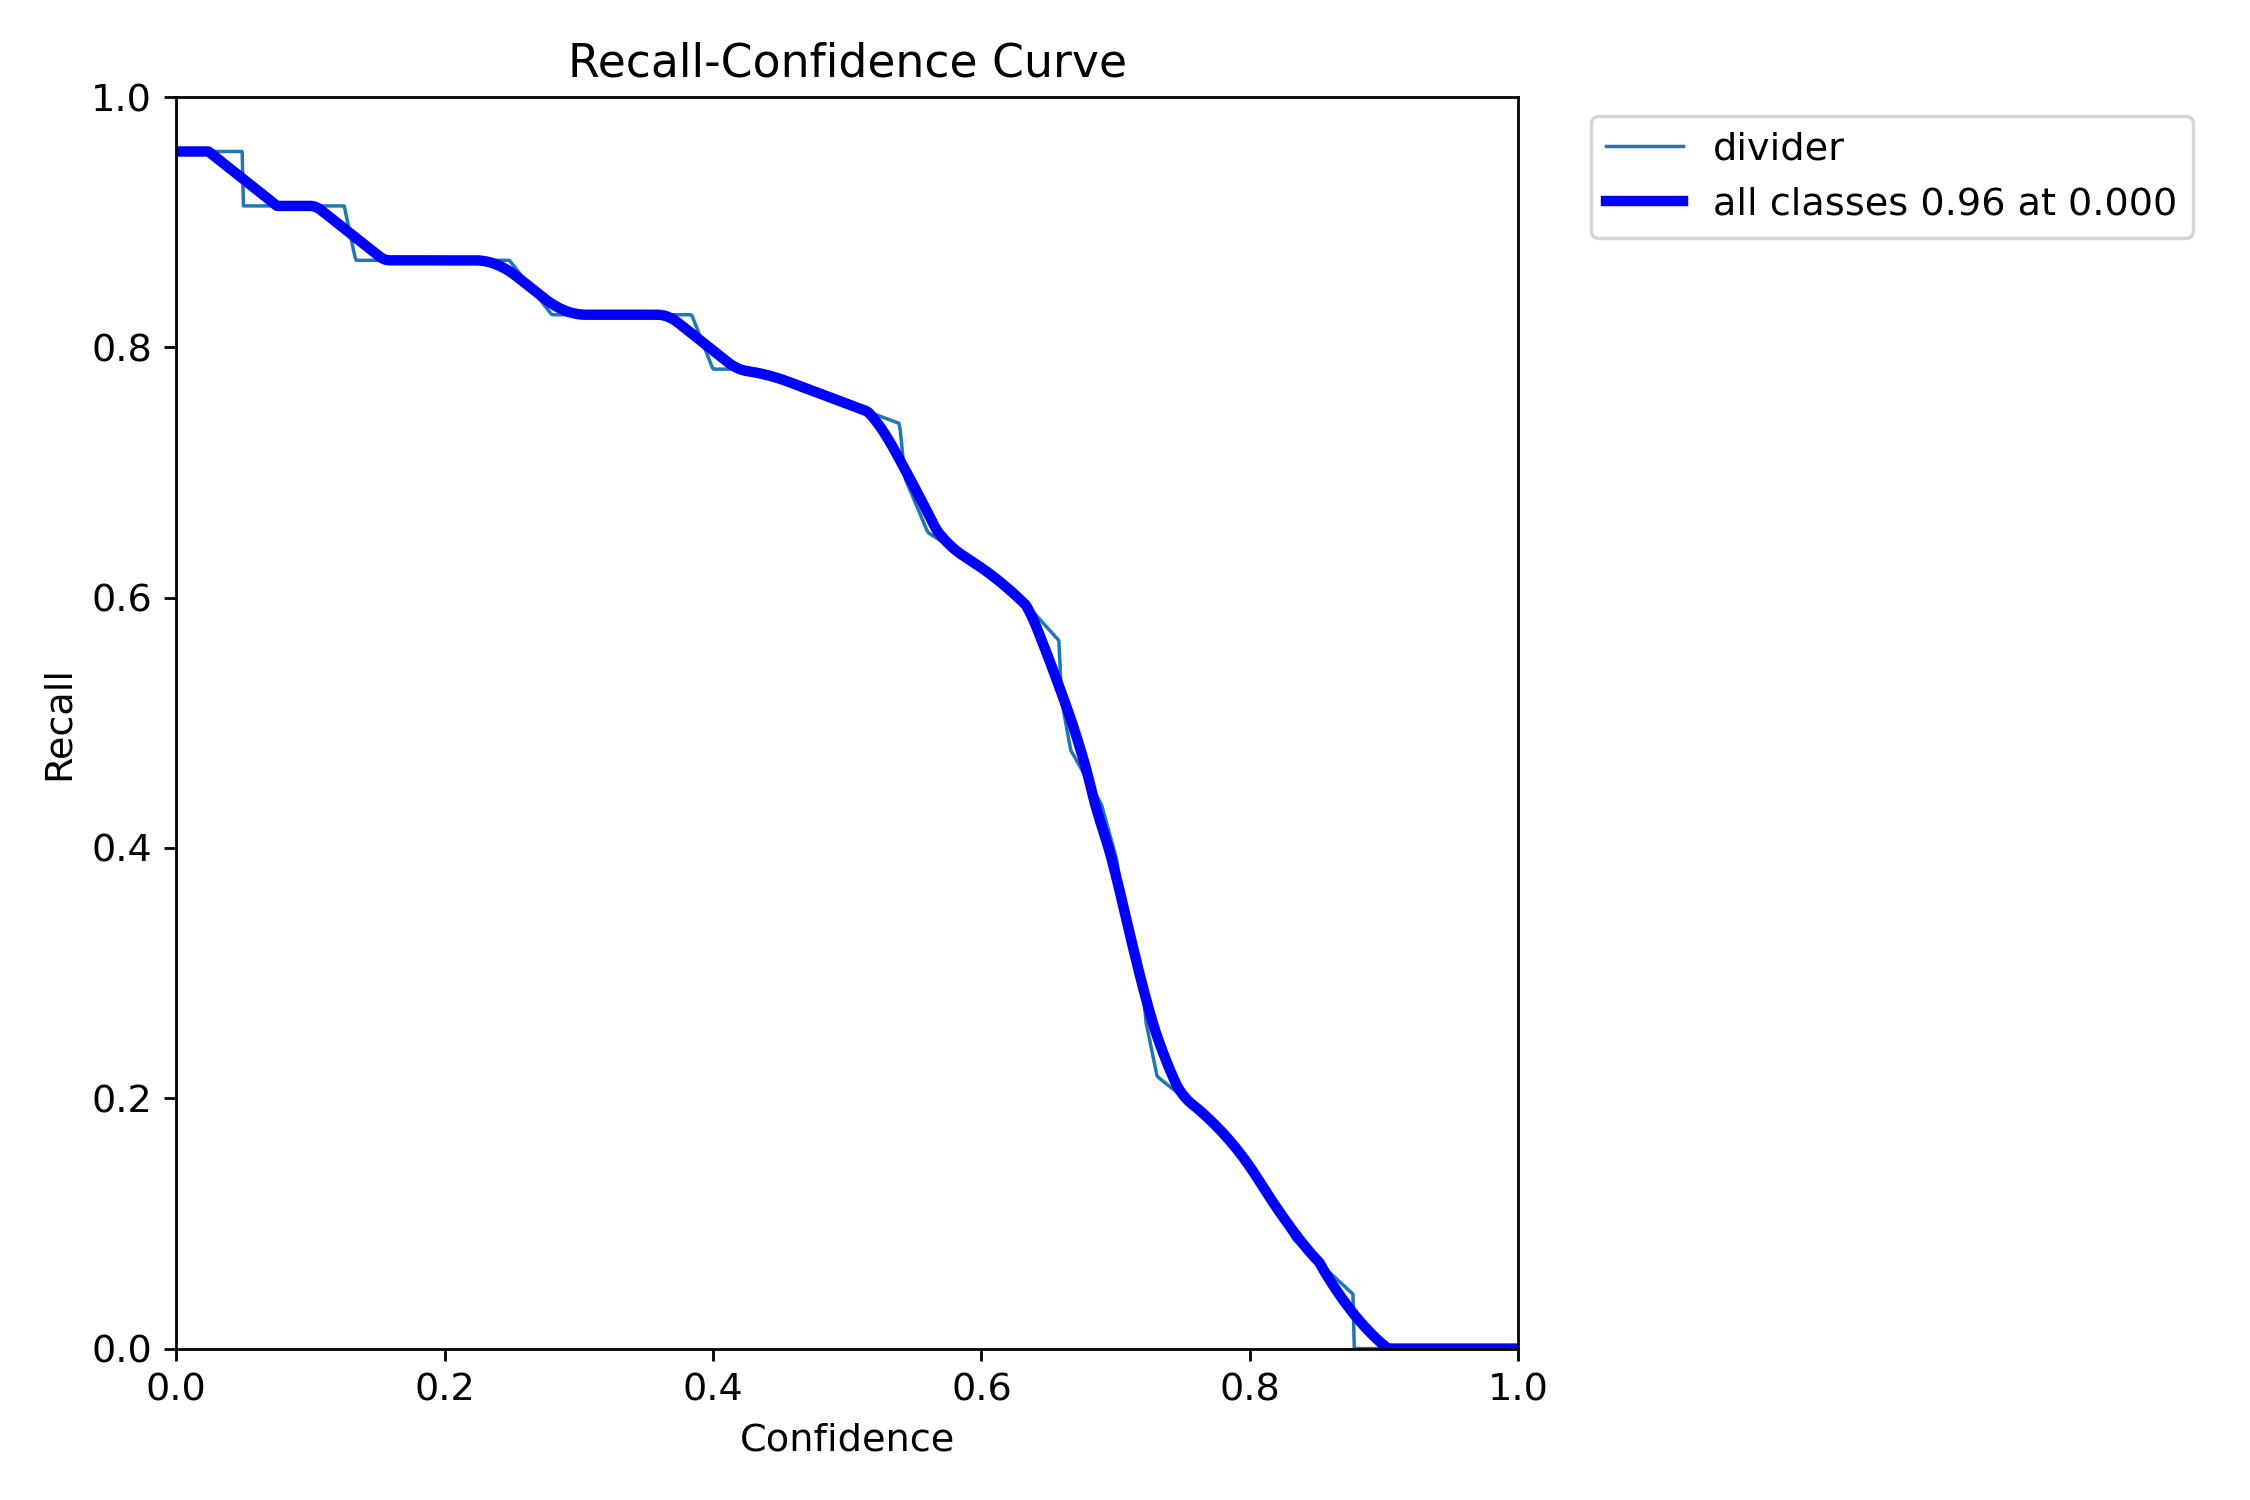 Recall-Confidence Curve
1.0
0.8
0.6
0.4
0.2
0.0
Recall
0.0 0.2 0.4 0.6 0.8 1.0
Confidence
divider
all classes 0.96 at 0.000